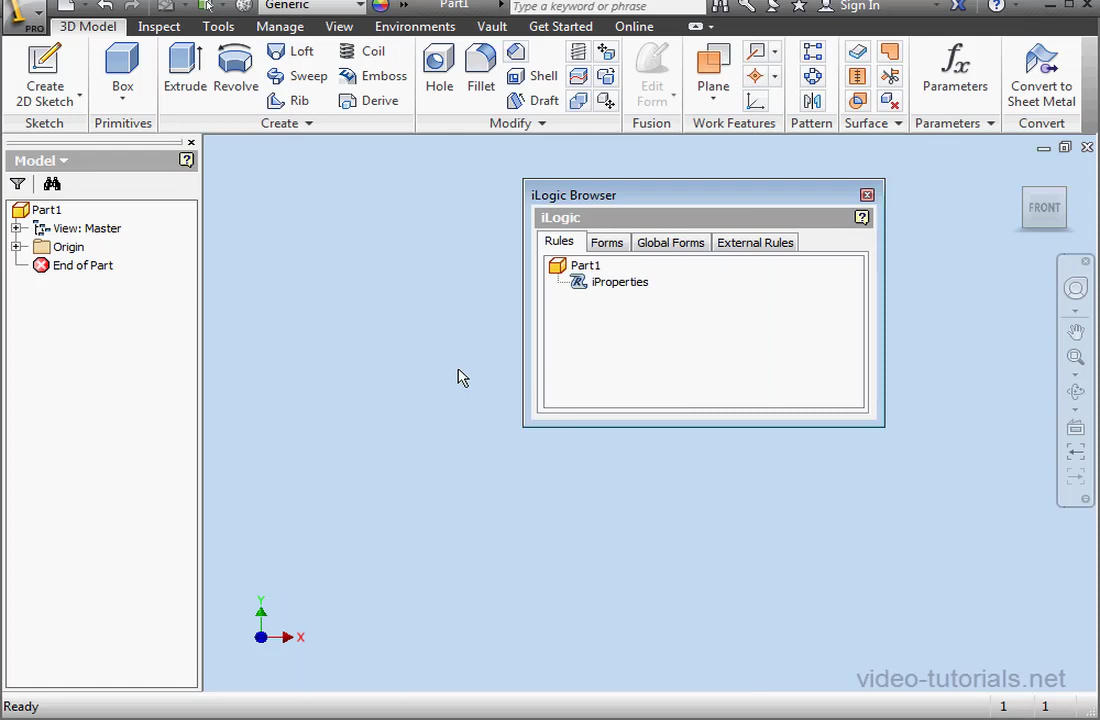 Generic
Part1
Type a keyword or phrase
Sign In
PRO
3D Model
Inspect
Tools
Manage
View
Environments
Vault
Get Started
Online
Create
2D Sketch
Box
Extrude
Revolve
Loft
Sweep
Rib
Coil
Emboss
Derive
Hole
Fillet
Shell
Draft
Edit
Form
Plane
Parameters
Convert to
Sheet Metal
Sketch
Primitives
Create
Modify
Fusion
Work Features
Pattern
Surface
Parameters
Convert
Model
Part1
View: Master
Origin
End of Part
iLogic Browser
iLogic
Rules
Forms
Global Forms
External Rules
Part1
iProperties
FRONT
Y
X
video-tutorials.net
Ready
1
1